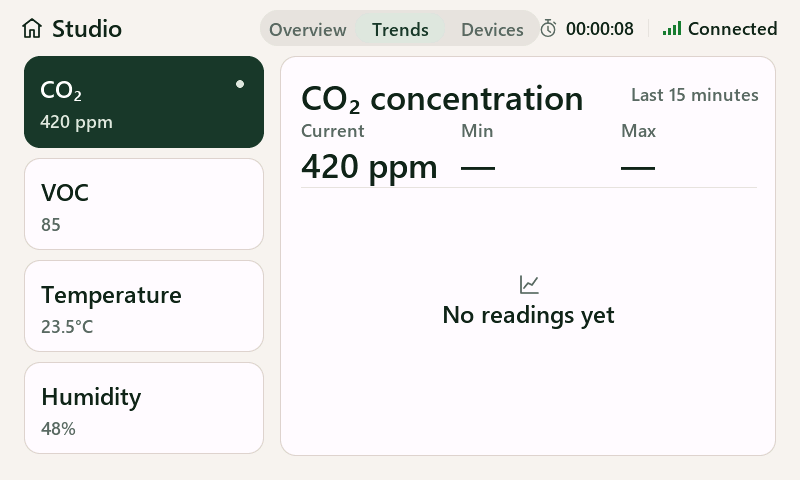 Studio
Overview Trends Devices
00:00:08
Connected
CO₂
420 ppm
VOC
85
Temperature
23.5°C
Humidity
48%
CO₂ concentration
Last 15 minutes
Current Min Max
420 ppm — —
No readings yet